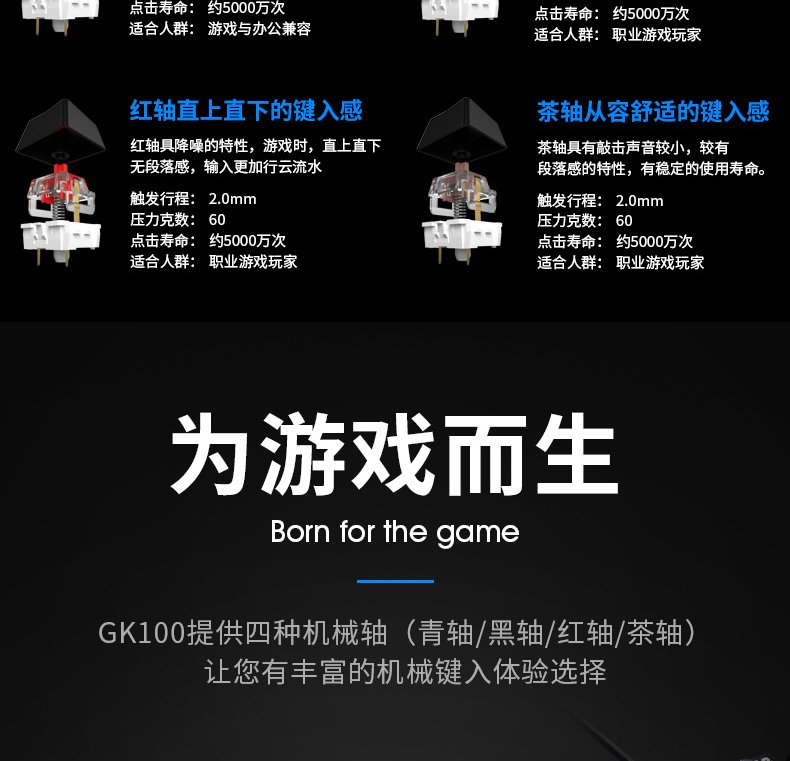 点击寿命： 约5000万次
适合人群： 游戏与办公兼容
点击寿命： 约5000万次
适合人群： 职业游戏玩家
红轴直上直下的键入感
红轴具降噪的特性，游戏时，直上直下
无段落感，输入更加行云流水
触发行程： 2.0mm
压力克数： 60
点击寿命： 约5000万次
适合人群： 职业游戏玩家
茶轴从容舒适的键入感
茶轴具有敲击声音较小，较有
段落感的特性，有稳定的使用寿命。
触发行程： 2.0mm
压力克数： 60
点击寿命： 约5000万次
适合人群： 职业游戏玩家
为游戏而生
Born for the game
GK100提供四种机械轴（青轴/黑轴/红轴/茶轴）
让您有丰富的机械键入体验选择